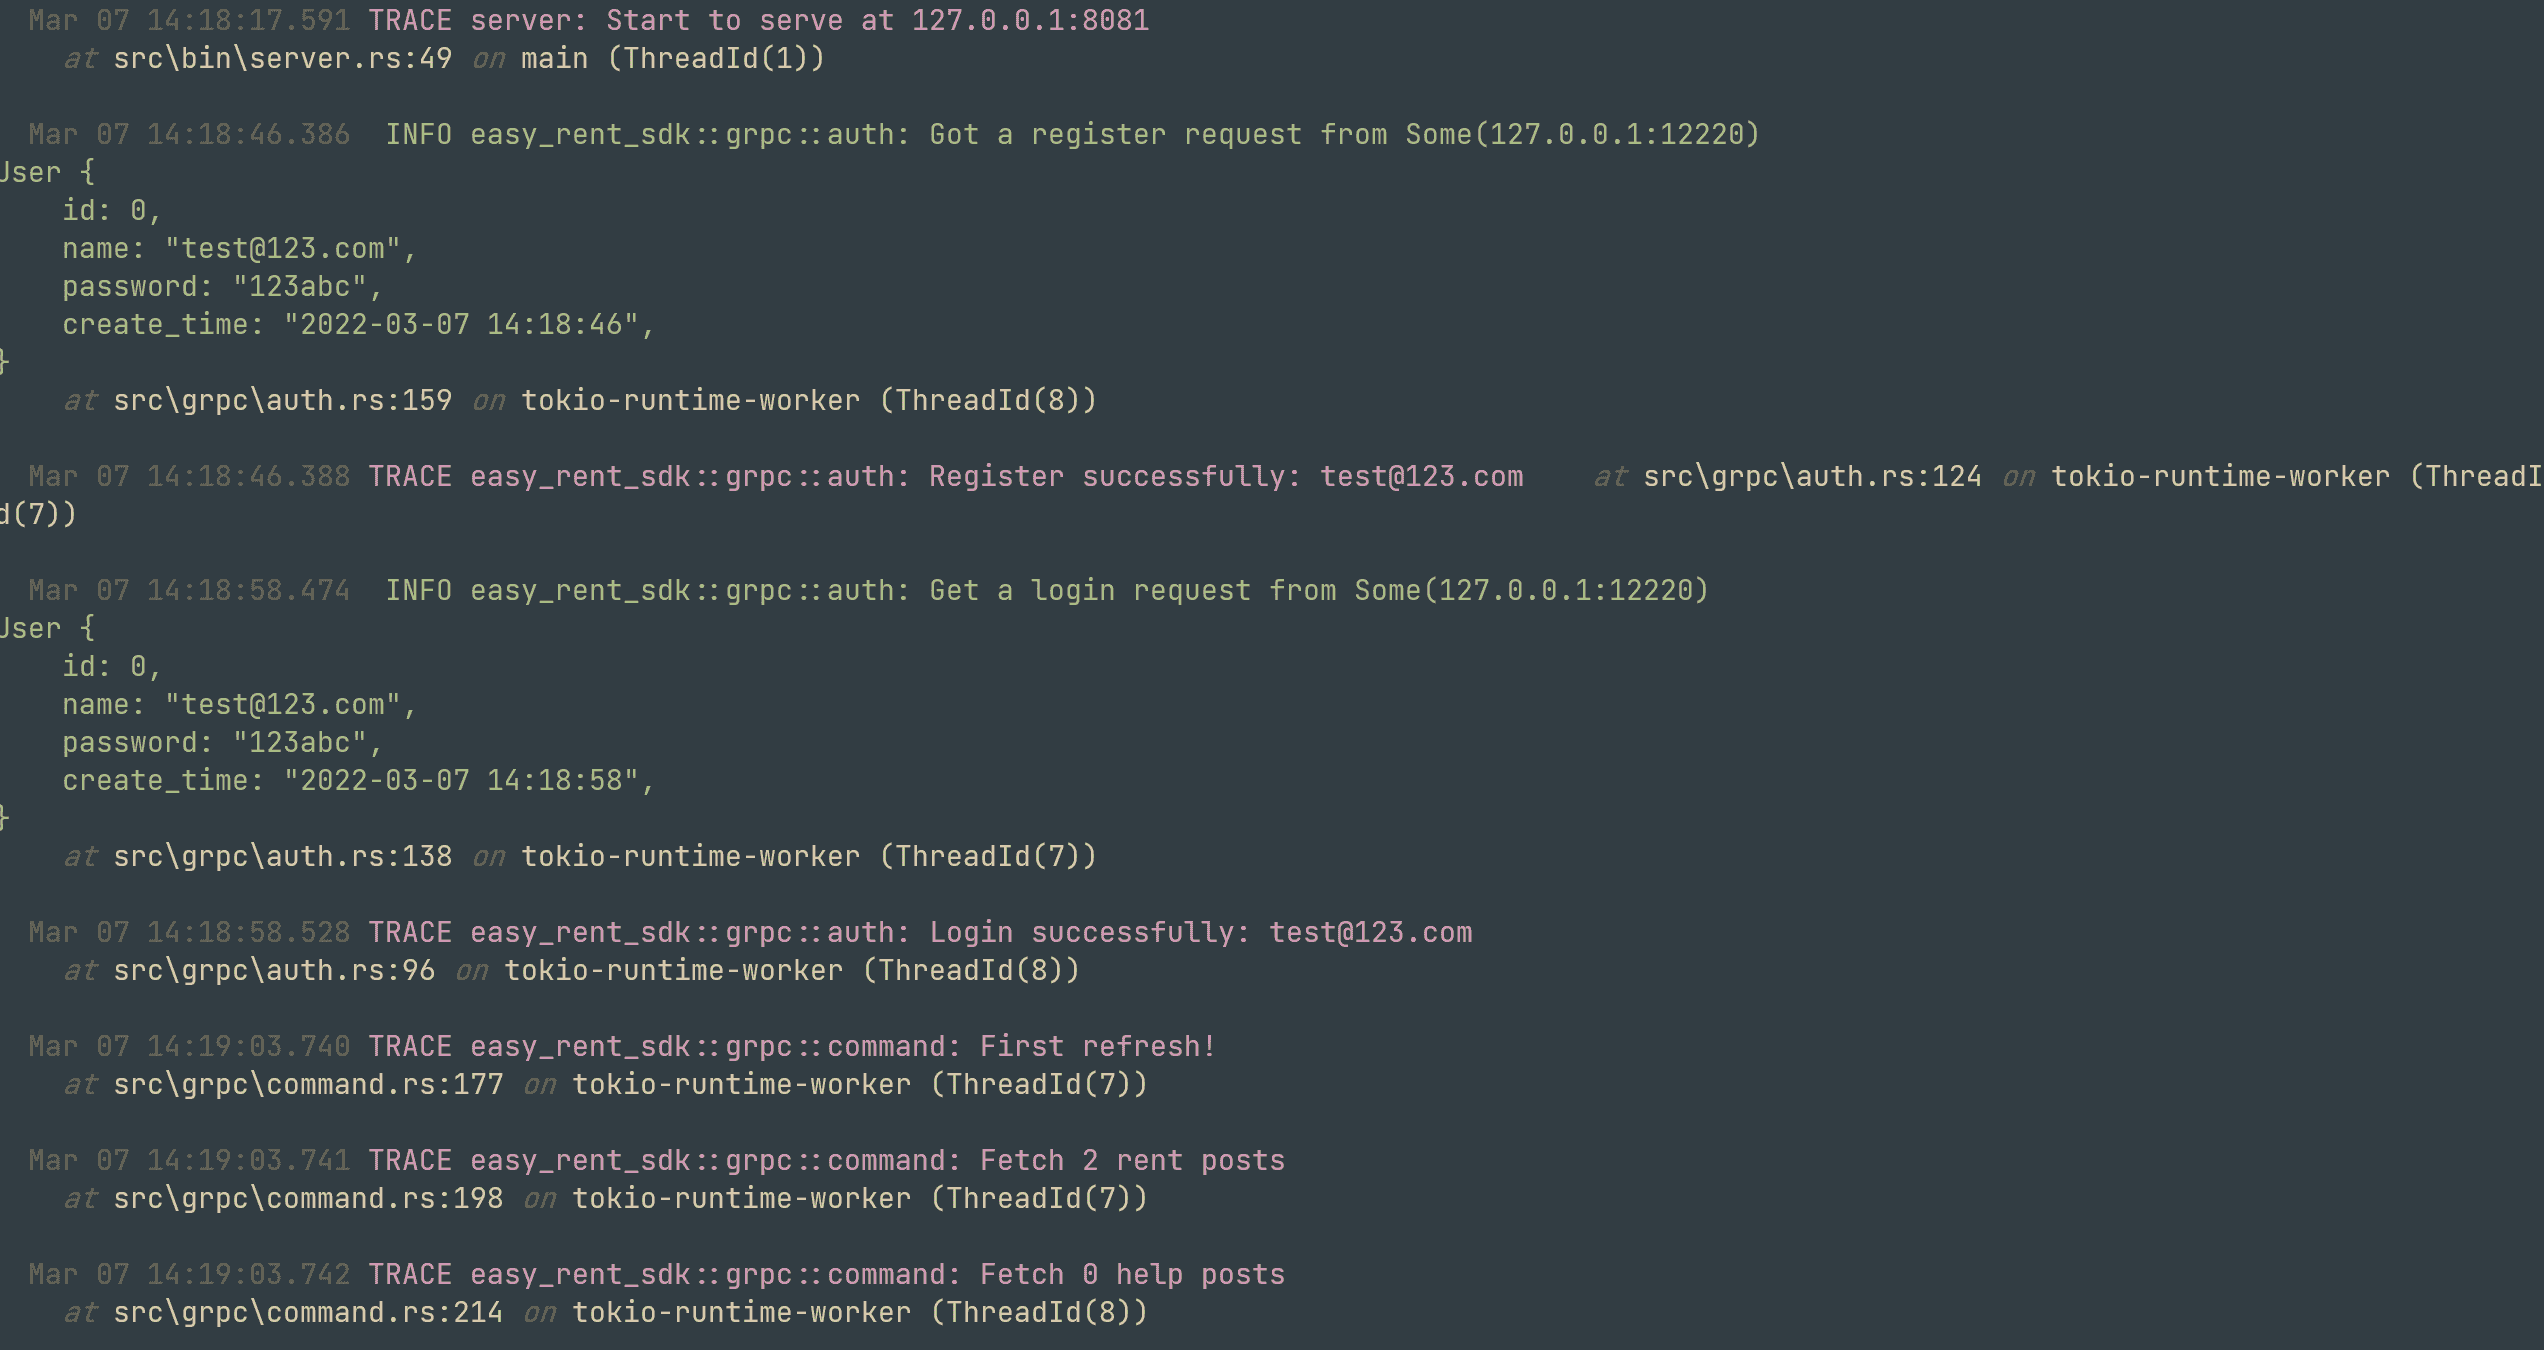 Mar 07 14:18:17.591 TRACE server: Start to serve at 127.0.0.1:8081
at src\bin\server.rs:49 on main (ThreadId(1))
Mar 07 14:18:46.386 INFO easy_rent_sdk::grpc::auth: Got a register request from Some(127.0.0.1:12220)
User {
id: 0,
name: "test@123.com",
password: "123abc",
create_time: "2022-03-07 14:18:46",
}
at src\grpc\auth.rs:159 on tokio-runtime-worker (ThreadId(8))
Mar 07 14:18:46.388 TRACE easy_rent_sdk::grpc::auth: Register successfully: test@123.com at src\grpc\auth.rs:124 on tokio-runtime-worker (ThreadI
d(7))
Mar 07 14:18:58.474 INFO easy_rent_sdk::grpc::auth: Get a login request from Some(127.0.0.1:12220)
User {
id: 0,
name: "test@123.com",
password: "123abc",
create_time: "2022-03-07 14:18:58",
}
at src\grpc\auth.rs:138 on tokio-runtime-worker (ThreadId(7))
Mar 07 14:18:58.528 TRACE easy_rent_sdk::grpc::auth: Login successfully: test@123.com
at src\grpc\auth.rs:96 on tokio-runtime-worker (ThreadId(8))
Mar 07 14:19:03.740 TRACE easy_rent_sdk::grpc::command: First refresh!
at src\grpc\command.rs:177 on tokio-runtime-worker (ThreadId(7))
Mar 07 14:19:03.741 TRACE easy_rent_sdk::grpc::command: Fetch 2 rent posts
at src\grpc\command.rs:198 on tokio-runtime-worker (ThreadId(7))
Mar 07 14:19:03.742 TRACE easy_rent_sdk::grpc::command: Fetch 0 help posts
at src\grpc\command.rs:214 on tokio-runtime-worker (ThreadId(8))